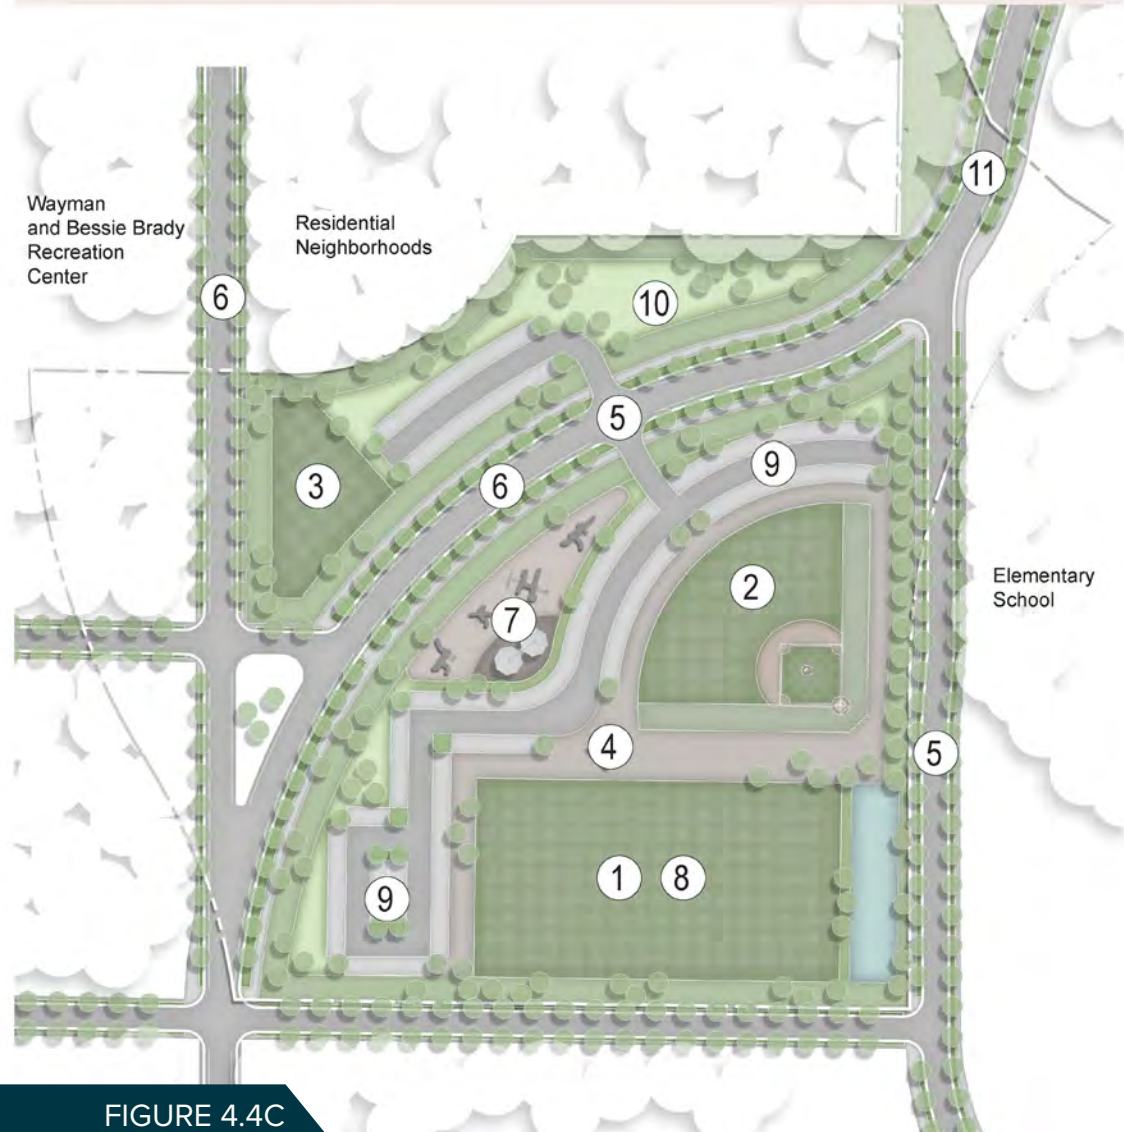 11
Wayman
and Bessie Brady
Recreation
Center
Residential
Neighborhoods
6
10
5
9
6
3
2
Elementary
School
7
4
5
1 8
9
FIGURE 4.4C